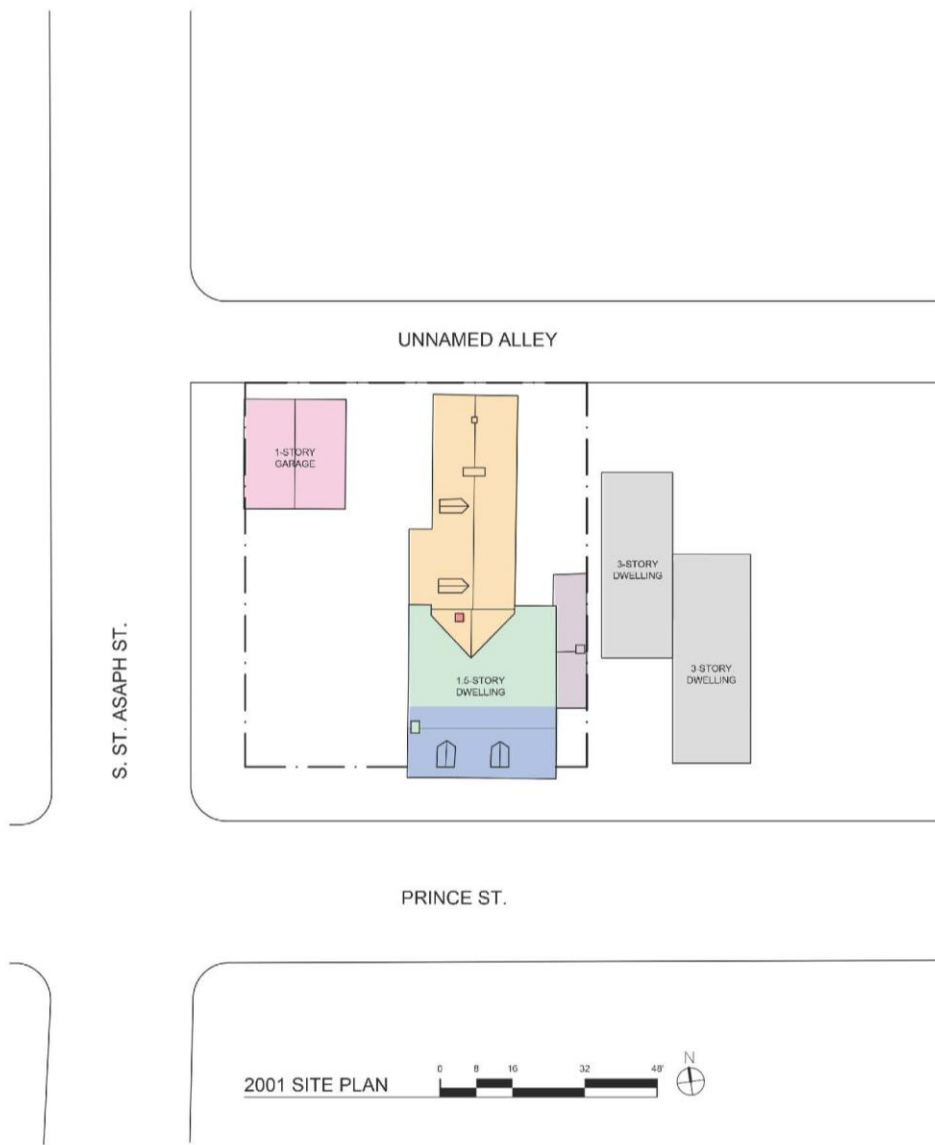 UNNAMED ALLEY
1-STORY
GARAGE
3-STORY
DWELLING
3-STORY
DWELLING
1.5-STORY
DWELLING
S. ST. ASAPH ST.
PRINCE ST.
2001 SITE PLAN
0 8 16 32 48'
N